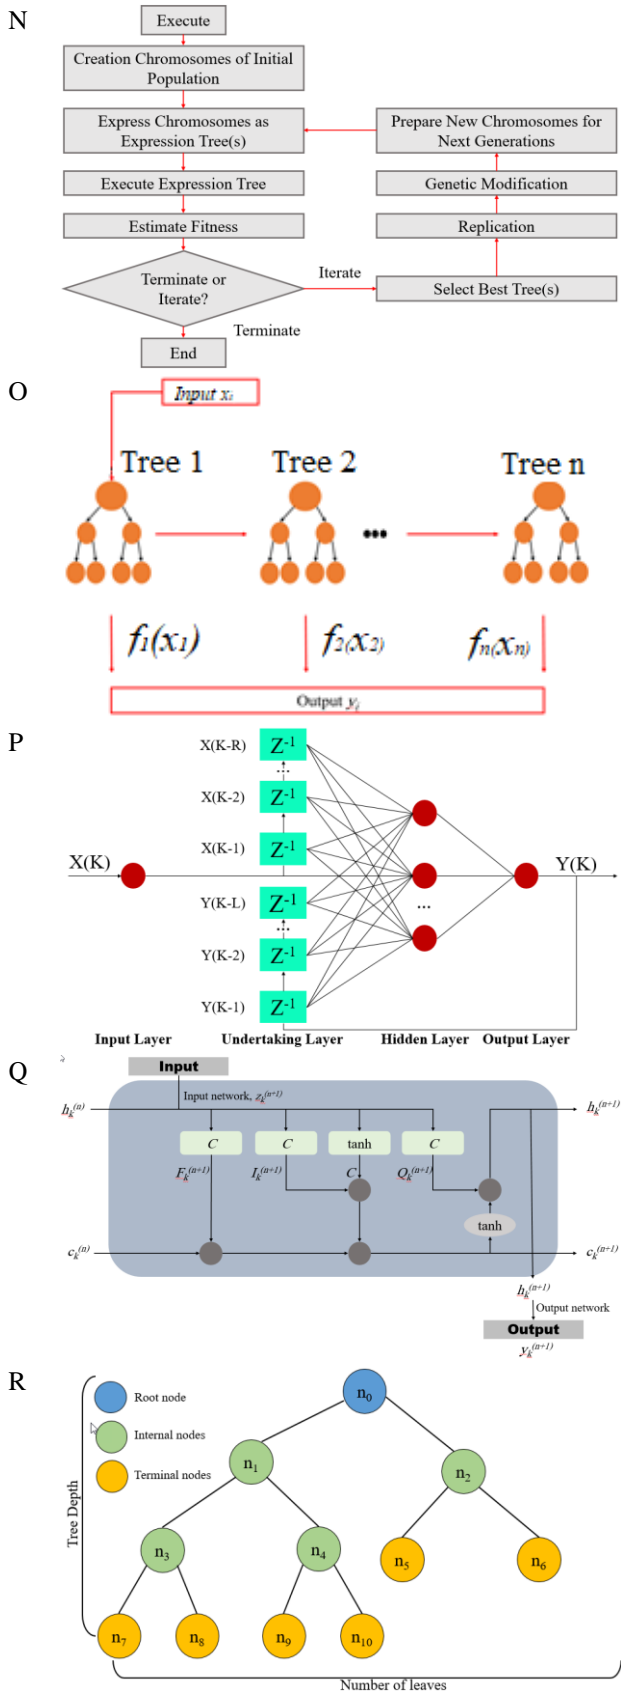 N
Execute
Creation Chromosomes of Initial
Population
Express Chromosomes as
Expression Tree(s)
Prepare New Chromosomes for
Next Generations
Execute Expression Tree
Genetic Modification
Estimate Fitness
Replication
Terminate or
Iterate?
Iterate
Select Best Tree(s)
Terminate
End
O
Input xᵢ
Tree 1
Tree 2
Tree n
•••
f₁(x₁)
f₂(x₂)
fₙ(xₙ)
Output yᵢ
P
X(K-R)
Z⁻¹
...
X(K-2)
Z⁻¹
X(K-1)
Z⁻¹
X(K)
Y(K)
Y(K-L)
Z⁻¹
...
...
Y(K-2)
Z⁻¹
Y(K-1)
Z⁻¹
Input Layer
Undertaking Layer
Hidden Layer
Output Layer
Q
Input
Input network, zₖ⁽ⁿ⁺¹⁾
hₖ⁽ⁿ⁾
hₖ⁽ⁿ⁺¹⁾
C
C
tanh
C
Fₖ⁽ⁿ⁺¹⁾
Iₖ⁽ⁿ⁺¹⁾
C
Qₖ⁽ⁿ⁺¹⁾
tanh
cₖ⁽ⁿ⁾
cₖ⁽ⁿ⁺¹⁾
hₖ⁽ⁿ⁺¹⁾
Output network
Output
yₖ⁽ⁿ⁺¹⁾
R
Root node
Internal nodes
Terminal nodes
Tree Depth
n₀
n₁
n₂
n₃
n₄
n₅
n₆
n₇
n₈
n₉
n₁₀
Number of leaves